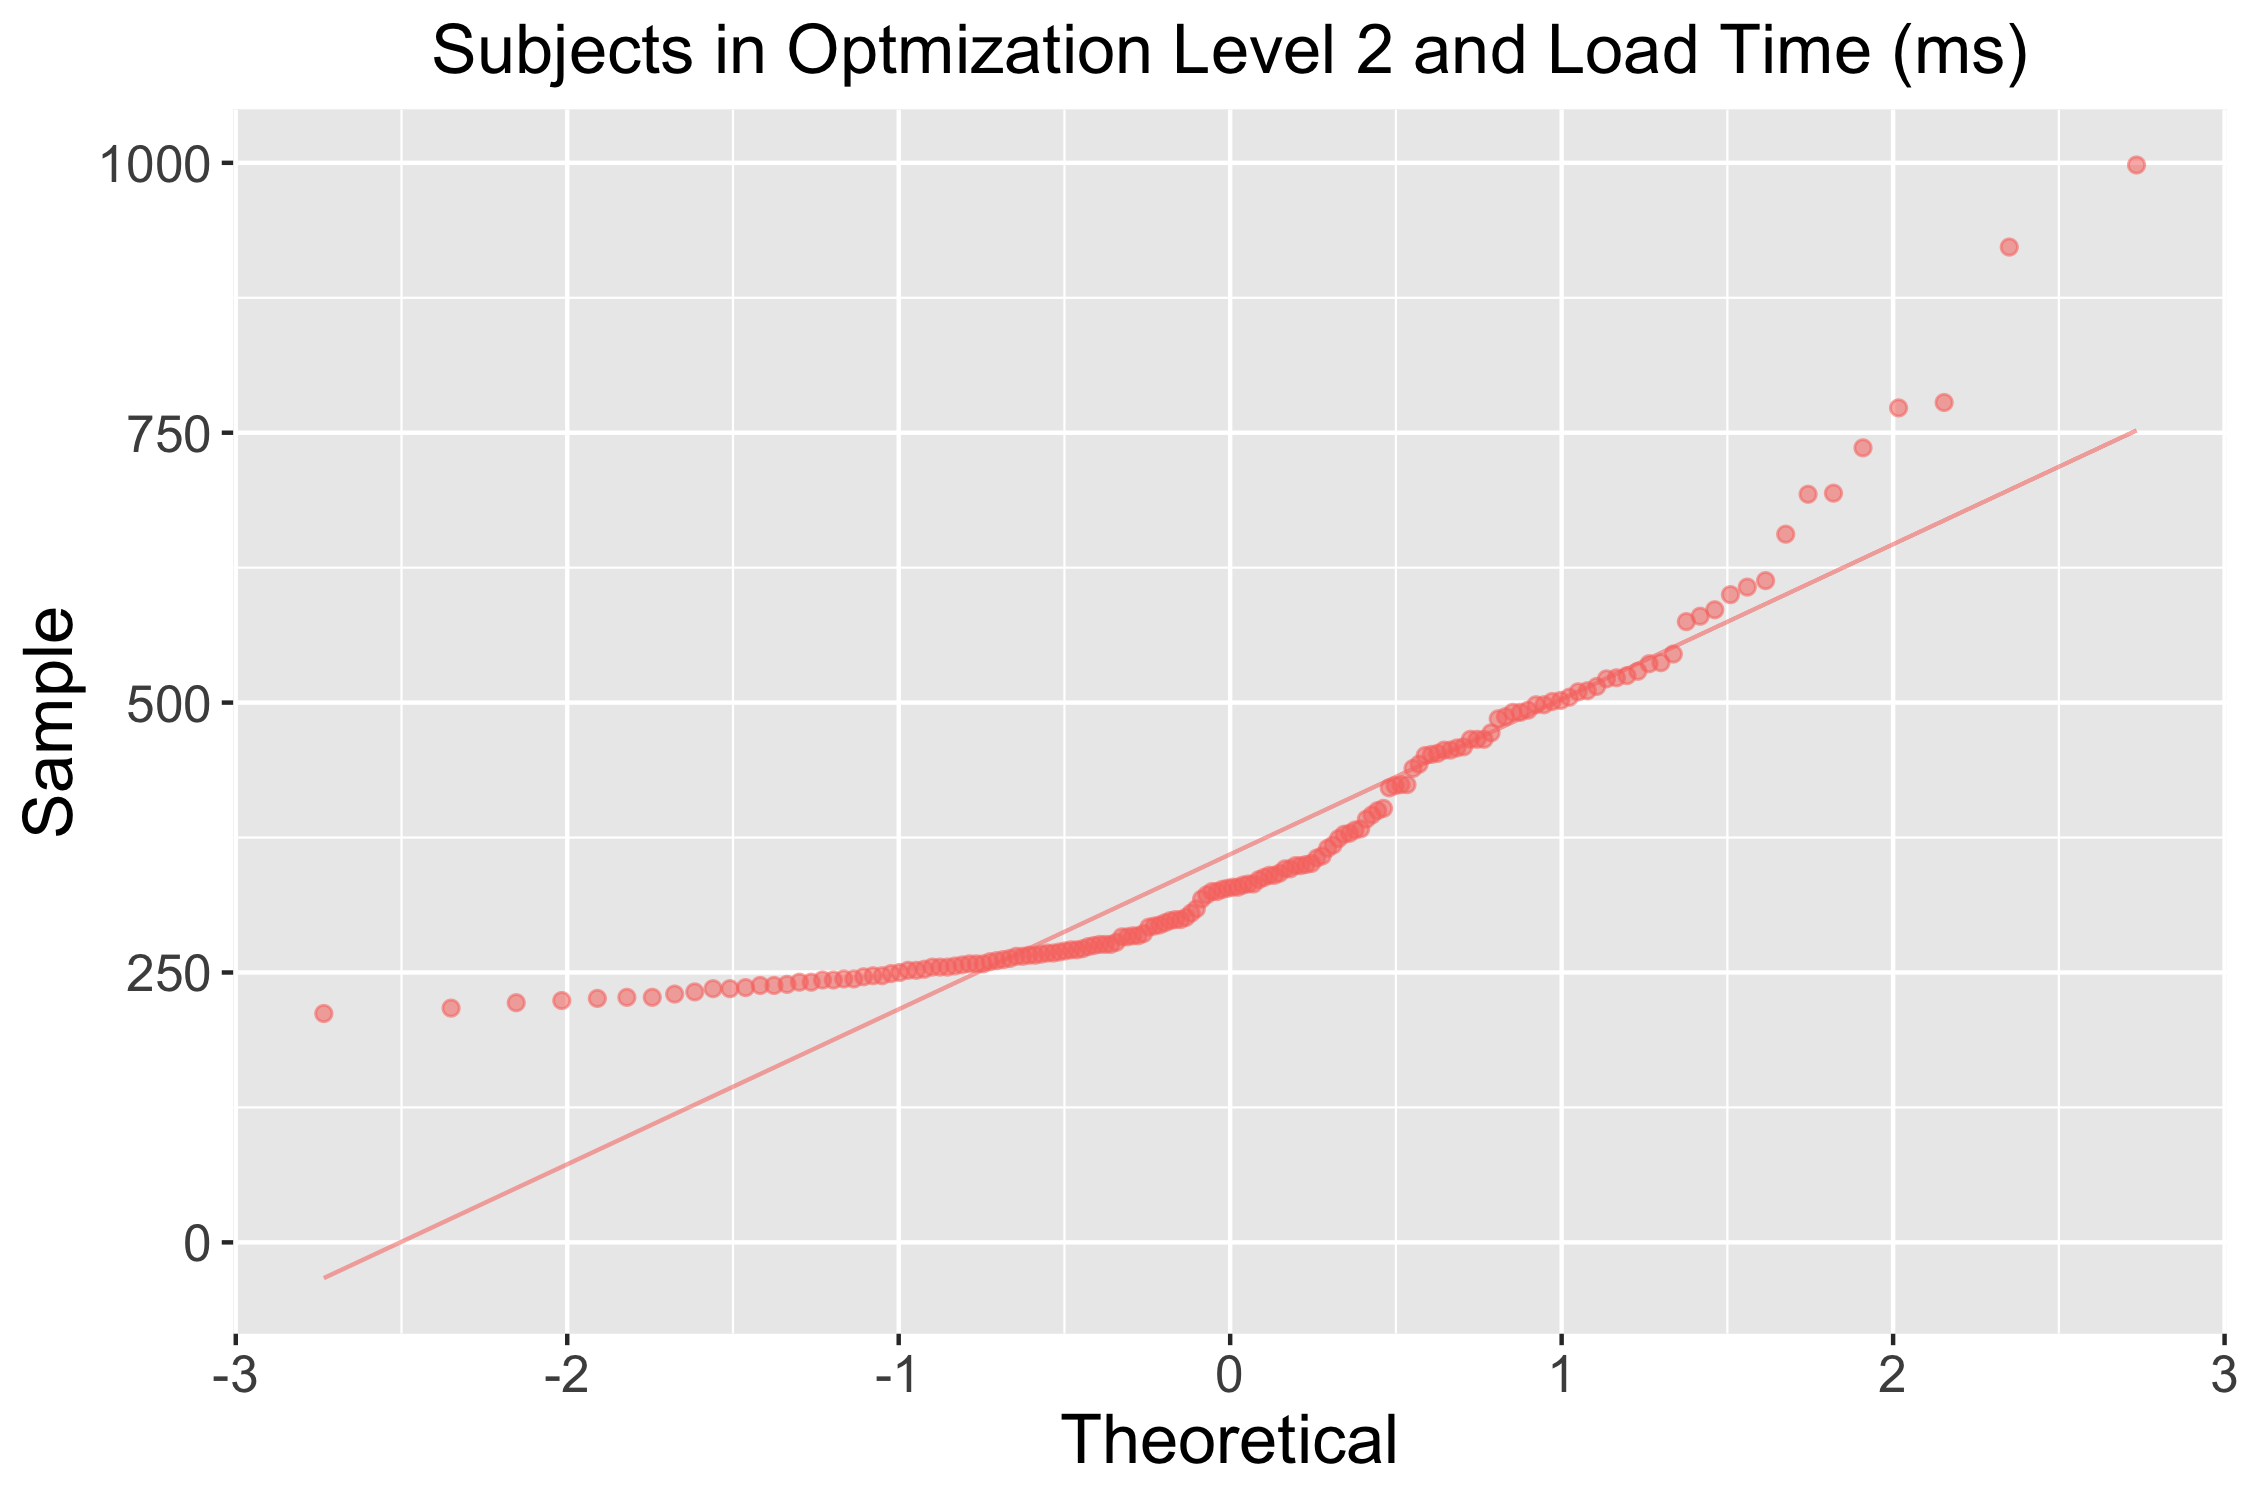 Subjects in Optmization Level 2 and Load Time (ms)
1000
750
500
250
0
Sample
-3 -2 -1 0 1 2 3
Theoretical